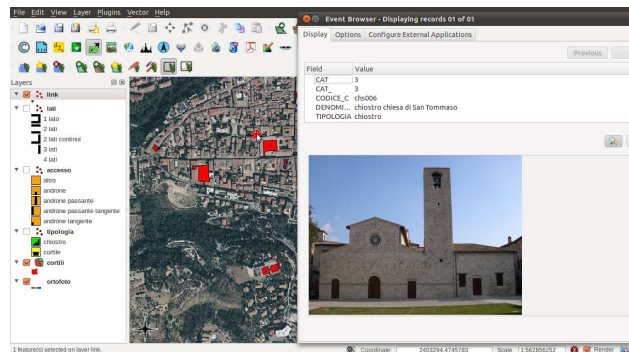 File Edit View Layer Plugins Vector Help
Event Browser - Displaying records 01 of 01
Display Options Configure External Applications
Previous
Field Value
CAT 3
CAT_ 3
CODICE_C chs006
DENOMI... chiostro chiesa di San Tommaso
TIPOLOGIA chiostro
Layers
link
lati
1 lato
2 lati
2 lati continui
3 lati
4 lati
accesso
altro
androne
androne passante
androne passante tangente
androne tangente
tipologia
chiostro
cortile
cortili
ortofoto
1 feature(s) selected on layer link.
Coordinate: 2403294.4745783 Scale 1:562856252 Render